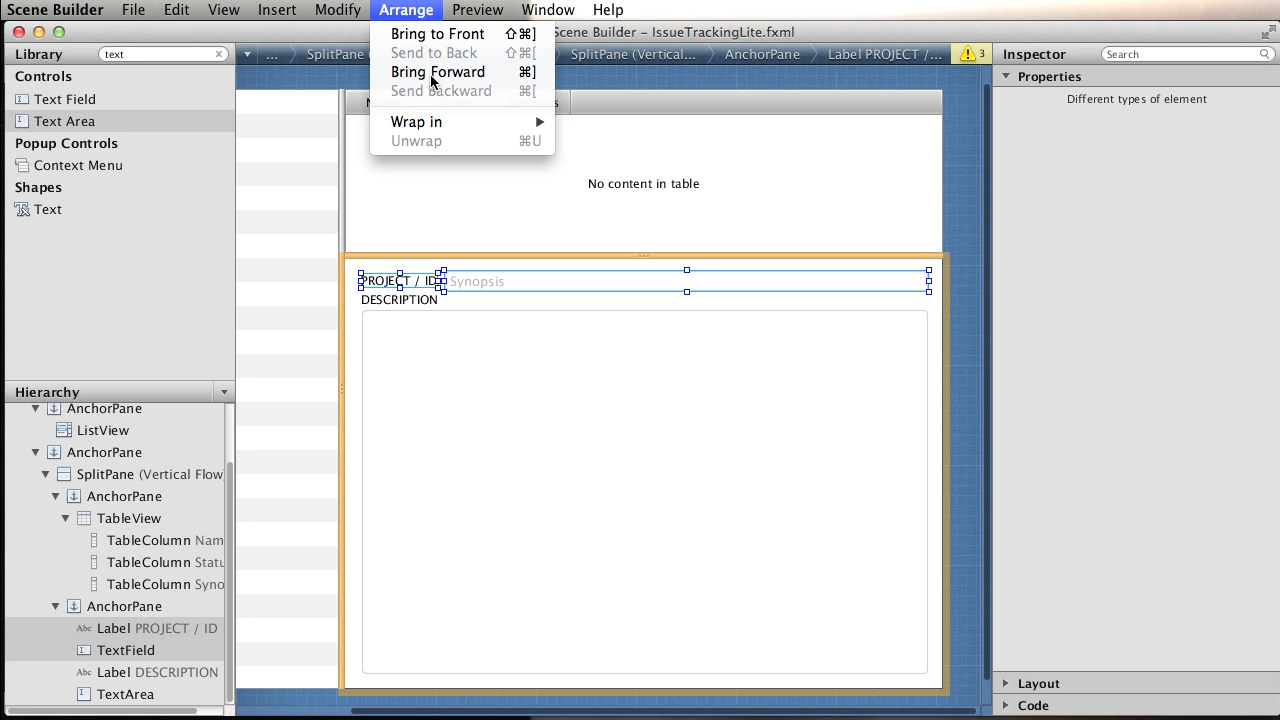 Scene Builder File Edit View Insert Modify Arrange Preview Window Help
Scene Builder - IssueTrackingLite.fxml
Library text
... SplitPane SplitPane (Vertical... AnchorPane Label PROJECT /... 3
Inspector Search
Bring to Front ⇧⌘]
Send to Back ⇧⌘[
Bring Forward ⌘]
Send Backward ⌘[
Wrap in
Unwrap ⌘U
Controls
Text Field
Text Area
Popup Controls
Context Menu
Shapes
Text
No content in table
PROJECT / ID Synopsis
DESCRIPTION
Hierarchy
AnchorPane
ListView
AnchorPane
SplitPane (Vertical Flow
AnchorPane
TableView
TableColumn Nam
TableColumn Statu
TableColumn Syno
AnchorPane
Abc Label PROJECT / ID
TextField
Abc Label DESCRIPTION
TextArea
Properties
Different types of element
Layout
Code